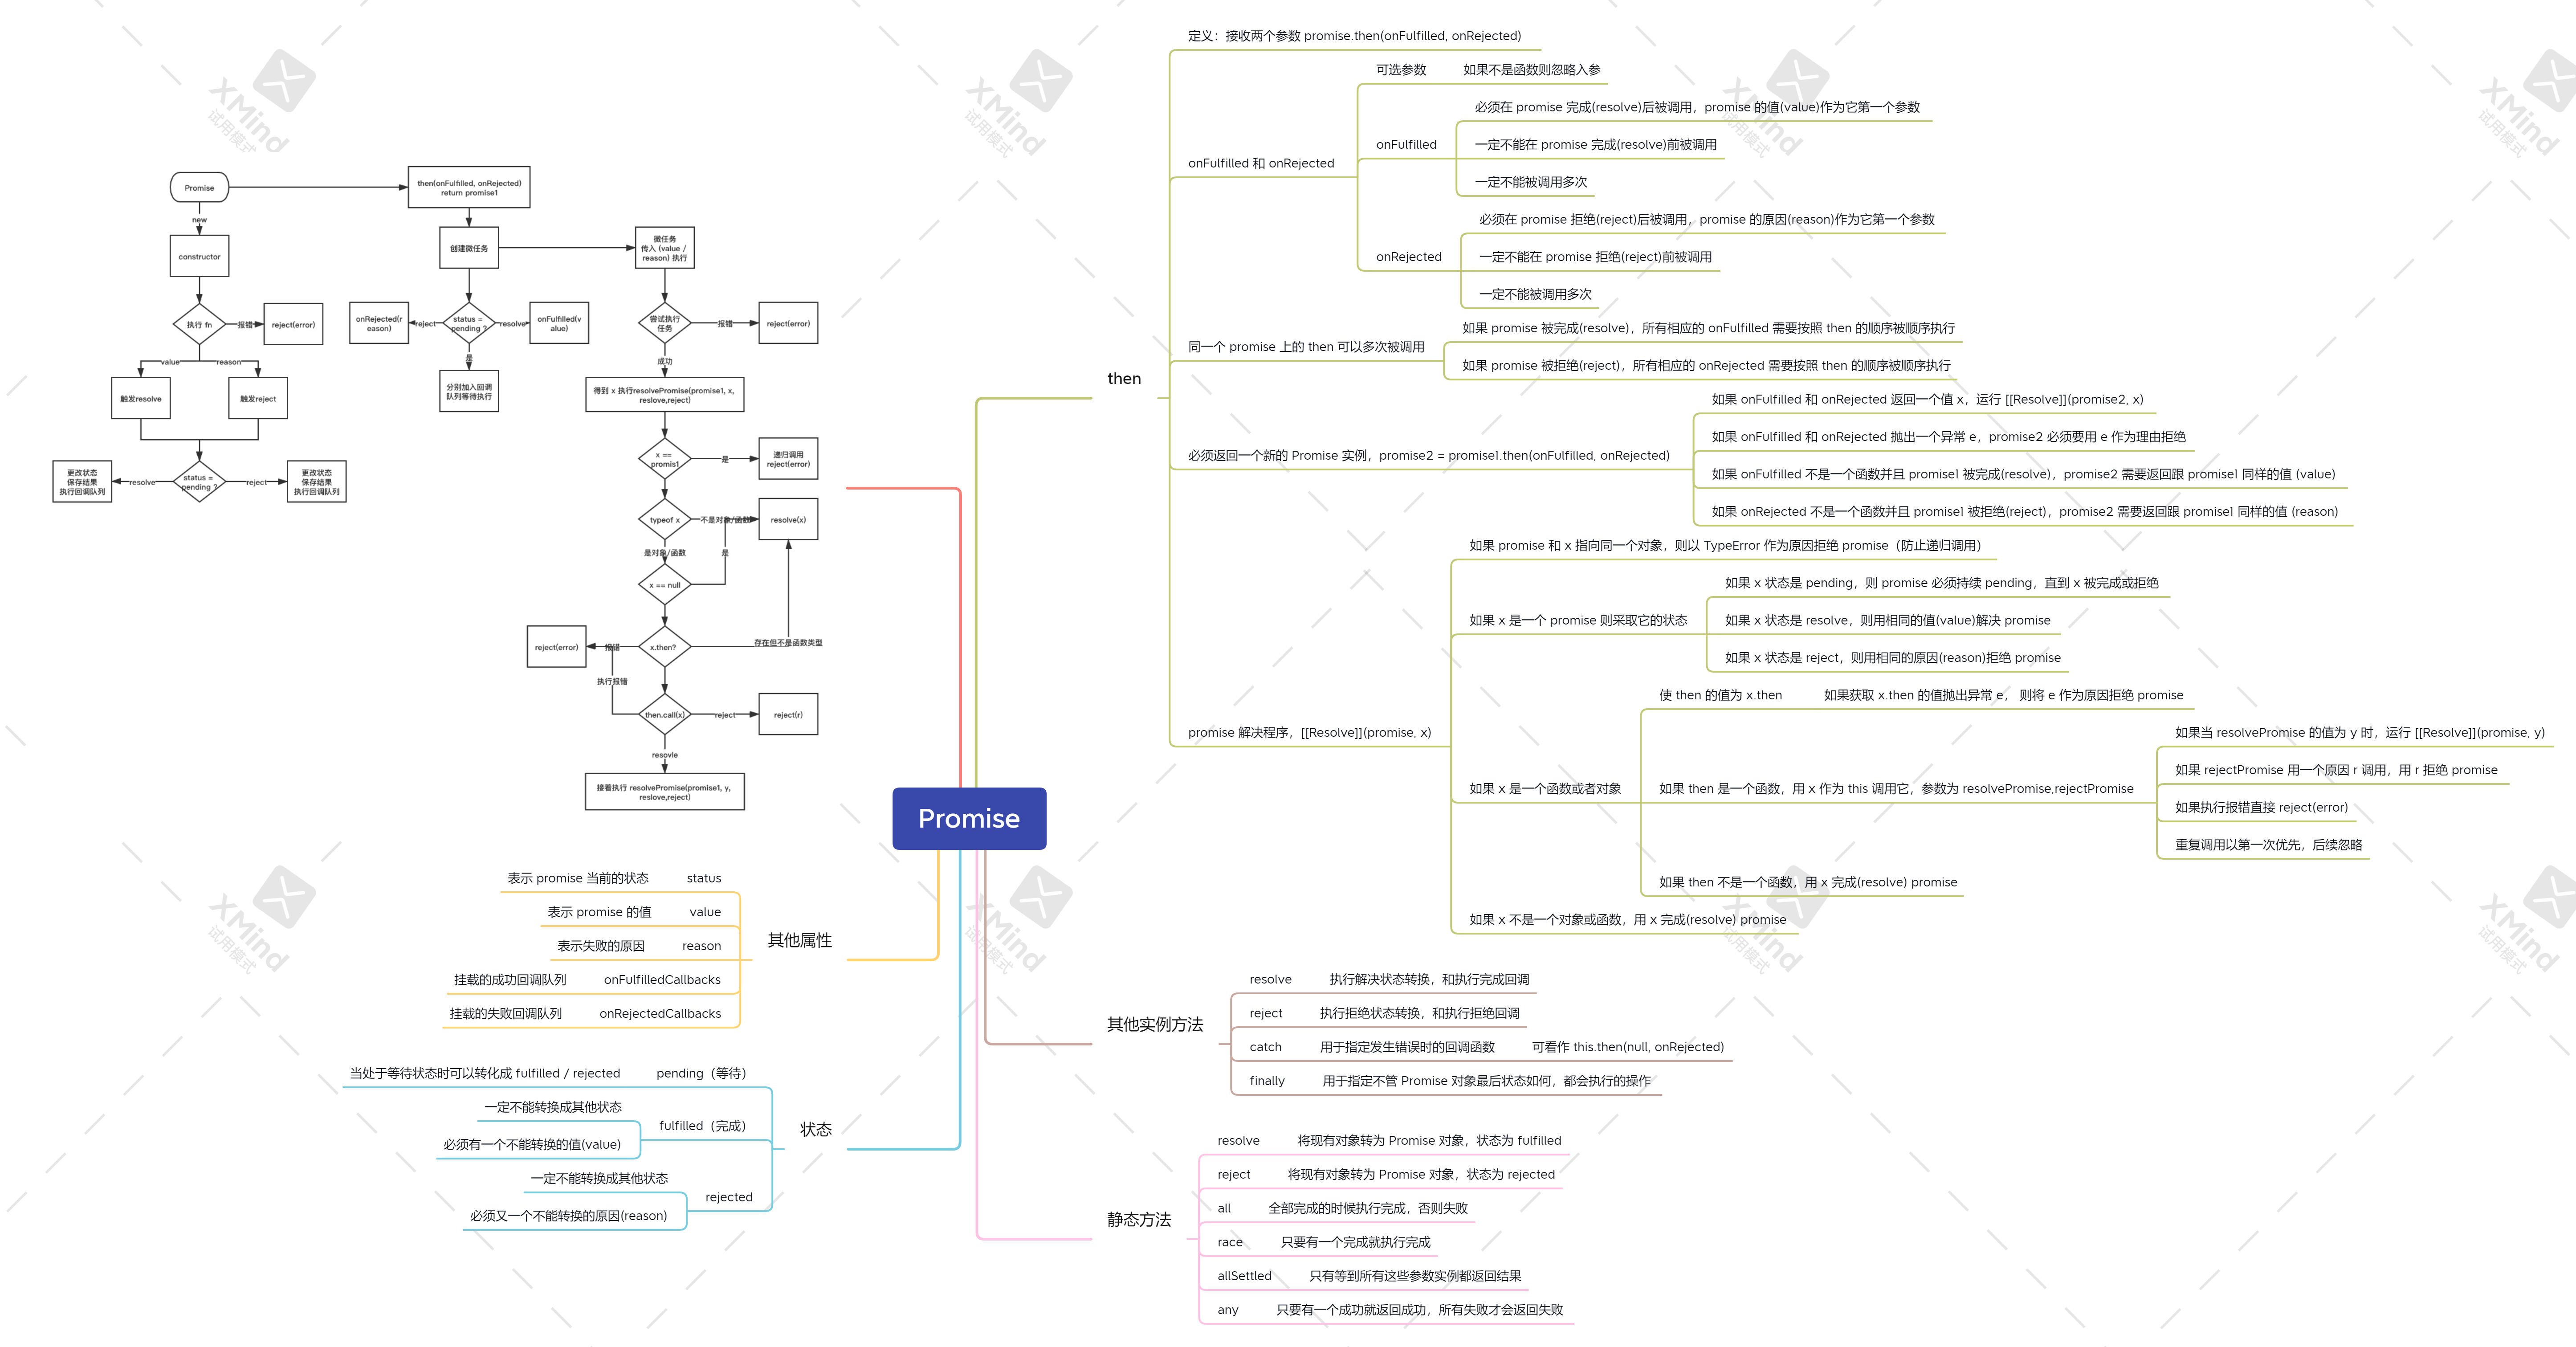 Promise
new
constructor
执行 fn
报错
reject(error)
value
reason
触发resolve
触发reject
status =
pending ?
resolve
reject
更改状态
保存结果
执行回调队列
更改状态
保存结果
执行回调队列
then(onFulfilled, onRejected)
return promise1
创建微任务
status =
pending ?
reject
resolve
onRejected(r
eason)
onFulfilled(v
alue)
是
分别加入回调
队列等待执行
微任务
传入 (value /
reason) 执行
尝试执行
任务
报错
reject(error)
成功
得到 x 执行resolvePromise(promise1, x,
reslove,reject)
x ==
promis1
是
递归调用
reject(error)
typeof x
不是对象/函数
resolve(x)
是对象/函数
是
x == null
x.then?
报错
reject(error)
存在但不是函数类型
执行报错
then.call(x)
reject
reject(r)
resovle
接着执行 resolvePromise(promise1, y,
reslove,reject)
Promise
then
定义：接收两个参数 promise.then(onFulfilled, onRejected)
onFulfilled 和 onRejected
可选参数
如果不是函数则忽略入参
onFulfilled
必须在 promise 完成(resolve)后被调用，promise 的值(value)作为它第一个参数
一定不能在 promise 完成(resolve)前被调用
一定不能被调用多次
onRejected
必须在 promise 拒绝(reject)后被调用，promise 的原因(reason)作为它第一个参数
一定不能在 promise 拒绝(reject)前被调用
一定不能被调用多次
同一个 promise 上的 then 可以多次被调用
如果 promise 被完成(resolve)，所有相应的 onFulfilled 需要按照 then 的顺序被顺序执行
如果 promise 被拒绝(reject)，所有相应的 onRejected 需要按照 then 的顺序被顺序执行
必须返回一个新的 Promise 实例，promise2 = promise1.then(onFulfilled, onRejected)
如果 onFulfilled 和 onRejected 返回一个值 x，运行 [[Resolve]](promise2, x)
如果 onFulfilled 和 onRejected 抛出一个异常 e，promise2 必须要用 e 作为理由拒绝
如果 onFulfilled 不是一个函数并且 promise1 被完成(resolve)，promise2 需要返回跟 promise1 同样的值 (value)
如果 onRejected 不是一个函数并且 promise1 被拒绝(reject)，promise2 需要返回跟 promise1 同样的值 (reason)
promise 解决程序，[[Resolve]](promise, x)
如果 promise 和 x 指向同一个对象，则以 TypeError 作为原因拒绝 promise（防止递归调用）
如果 x 是一个 promise 则采取它的状态
如果 x 状态是 pending，则 promise 必须持续 pending，直到 x 被完成或拒绝
如果 x 状态是 resolve，则用相同的值(value)解决 promise
如果 x 状态是 reject，则用相同的原因(reason)拒绝 promise
如果 x 是一个函数或者对象
使 then 的值为 x.then
如果获取 x.then 的值抛出异常 e， 则将 e 作为原因拒绝 promise
如果 then 是一个函数，用 x 作为 this 调用它，参数为 resolvePromise,rejectPromise
如果当 resolvePromise 的值为 y 时，运行 [[Resolve]](promise, y)
如果 rejectPromise 用一个原因 r 调用，用 r 拒绝 promise
如果执行报错直接 reject(error)
重复调用以第一次优先，后续忽略
如果 then 不是一个函数，用 x 完成(resolve) promise
如果 x 不是一个对象或函数，用 x 完成(resolve) promise
其他实例方法
resolve
执行解决状态转换，和执行完成回调
reject
执行拒绝状态转换，和执行拒绝回调
catch
用于指定发生错误时的回调函数
可看作 this.then(null, onRejected)
finally
用于指定不管 Promise 对象最后状态如何，都会执行的操作
静态方法
resolve
将现有对象转为 Promise 对象，状态为 fulfilled
reject
将现有对象转为 Promise 对象，状态为 rejected
all
全部完成的时候执行完成，否则失败
race
只要有一个完成就执行完成
allSettled
只有等到所有这些参数实例都返回结果
any
只要有一个成功就返回成功，所有失败才会返回失败
其他属性
表示 promise 当前的状态
status
表示 promise 的值
value
表示失败的原因
reason
挂载的成功回调队列
onFulfilledCallbacks
挂载的失败回调队列
onRejectedCallbacks
状态
当处于等待状态时可以转化成 fulfilled / rejected
pending（等待）
一定不能转换成其他状态
必须有一个不能转换的值(value)
fulfilled（完成）
一定不能转换成其他状态
必须又一个不能转换的原因(reason)
rejected
XMind
试用模式
XMind
试用模式
XMind
试用模式
XMind
试用模式
XMind
试用模式
XMind
试用模式
XMind
试用模式
XMind
试用模式